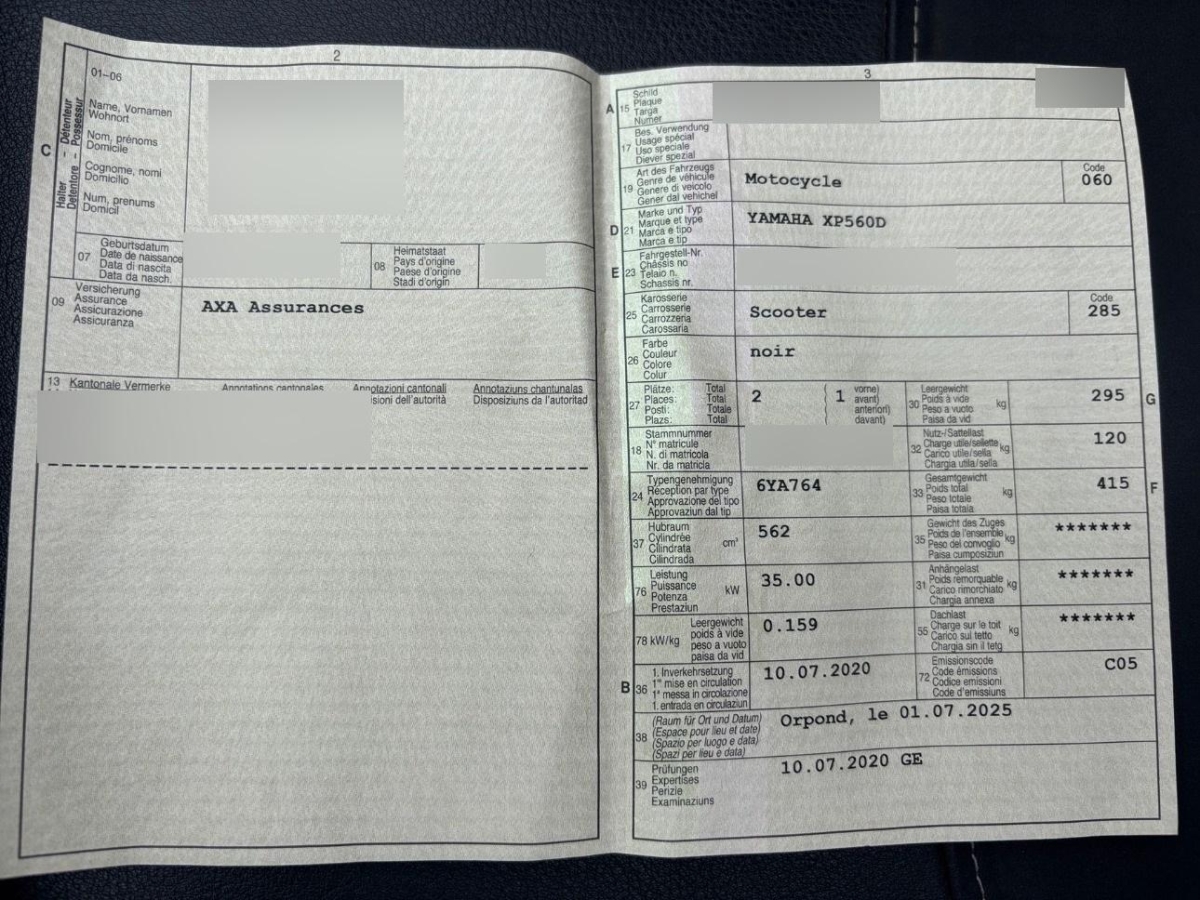 2
01-06
Name, Vornamen
Wohnort
Nom, prénoms
Domicile
Cognome, nomi
Domicilio
Num, prenums
Domicil
C
Halter – Détenteur
Detentore – Possessur
07
Geburtsdatum
Date de naissance
Data di nascita
Data da nasch.
08
Heimatstaat
Pays d'origine
Paese d'origine
Stadi d'origin
09
Versicherung
Assurance
Assicurazione
Assicuranza
AXA Assurances
13 Kantonale Vermerke Annotations cantonales Annotazioni cantonali Annotaziuns chantunalas
sioni dell'autorità Disposiziuns da l'autoritad
3
A 15
Schild
Plaque
Targa
Numer
17
Bes. Verwendung
Usage spécial
Uso speciale
Diever spezial
19
Art des Fahrzeugs
Genre de véhicule
Genere di veicolo
Gener dal vehichel
Motocycle
Code
060
D 21
Marke und Typ
Marque et type
Marca e tipo
Marca e tip
YAMAHA XP560D
E 23
Fahrgestell-Nr.
Châssis no
Telaio n.
Schassis nr.
25
Karosserie
Carrosserie
Carrozzeria
Carossaria
Scooter
Code
285
26
Farbe
Couleur
Colore
Colur
noir
27
Plätze: Total
Places: Total
Posti: Totale
Plazs: Total
2
1
vorne)
avant)
anteriori)
davant)
30
Leergewicht
Poids à vide
Peso a vuoto
Paisa da vid
kg
295
G
18
Stammnummer
N° matricule
N. di matricola
Nr. da matricla
32
Nutz-/Sattellast
Charge utile/sellette
Carico utile/sella
Chargia utila/sella
kg
120
24
Typengenehmigung
Réception par type
Approvazione del tipo
Approvaziun dal tip
6YA764
33
Gesamtgewicht
Poids total
Peso totale
Paisa totala
kg
415
F
37
Hubraum
Cylindrée
Cilindrata
Cilindrada
cm³
562
35
Gewicht des Zuges
Poids de l'ensemble
Peso del convoglio
Paisa cumposiziun
kg
*******
76
Leistung
Puissance
Potenza
Prestaziun
kW
35.00
31
Anhängelast
Poids remorquable
Carico rimorchiato
Chargia annexa
kg
*******
78 kW/kg
Leergewicht
poids à vide
peso a vuoto
paisa da vid
0.159
55
Dachlast
Charge sur le toit
Carico sul tetto
Chargia sin il tetg
kg
*******
B 36
1. Inverkehrsetzung
1re mise en circulation
1a messa in circolazione
1. entrada en circulaziun
10.07.2020
72
Emissionscode
Code émissions
Codice emissioni
Code d'emissiuns
C05
38
(Raum für Ort und Datum)
(Espace pour lieu et date)
(Spazio per luogo e data)
(Spazi per lieu e data)
Orpond, le 01.07.2025
39
Prüfungen
Expertises
Perizie
Examinaziuns
10.07.2020 GE